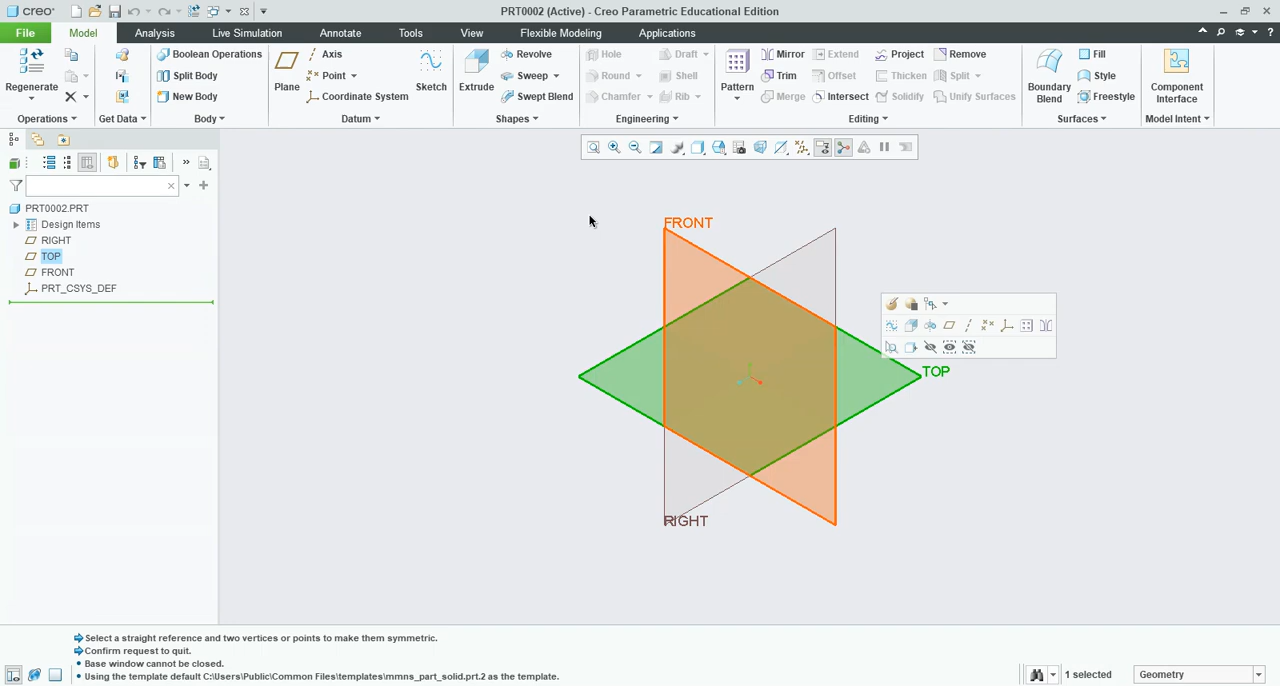 creo
PRT0002 (Active) - Creo Parametric Educational Edition
File Model Analysis Live Simulation Annotate Tools View Flexible Modeling Applications
Regenerate
Operations
Get Data
Boolean Operations
Split Body
New Body
Body
Plane
Axis
Point
Coordinate System
Sketch
Datum
Extrude
Revolve
Sweep
Swept Blend
Shapes
Hole
Round
Chamfer
Draft
Shell
Rib
Engineering
Pattern
Mirror
Trim
Merge
Extend
Offset
Intersect
Project
Thicken
Solidify
Remove
Split
Unify Surfaces
Editing
Boundary
Blend
Fill
Style
Freestyle
Surfaces
Component
Interface
Model Intent
PRT0002.PRT
Design Items
RIGHT
TOP
FRONT
PRT_CSYS_DEF
FRONT
TOP
RIGHT
Select a straight reference and two vertices or points to make them symmetric.
Confirm request to quit.
• Base window cannot be closed.
• Using the template default C:\Users\Public\Common Files\templates\mmns_part_solid.prt.2 as the template.
1 selected
Geometry